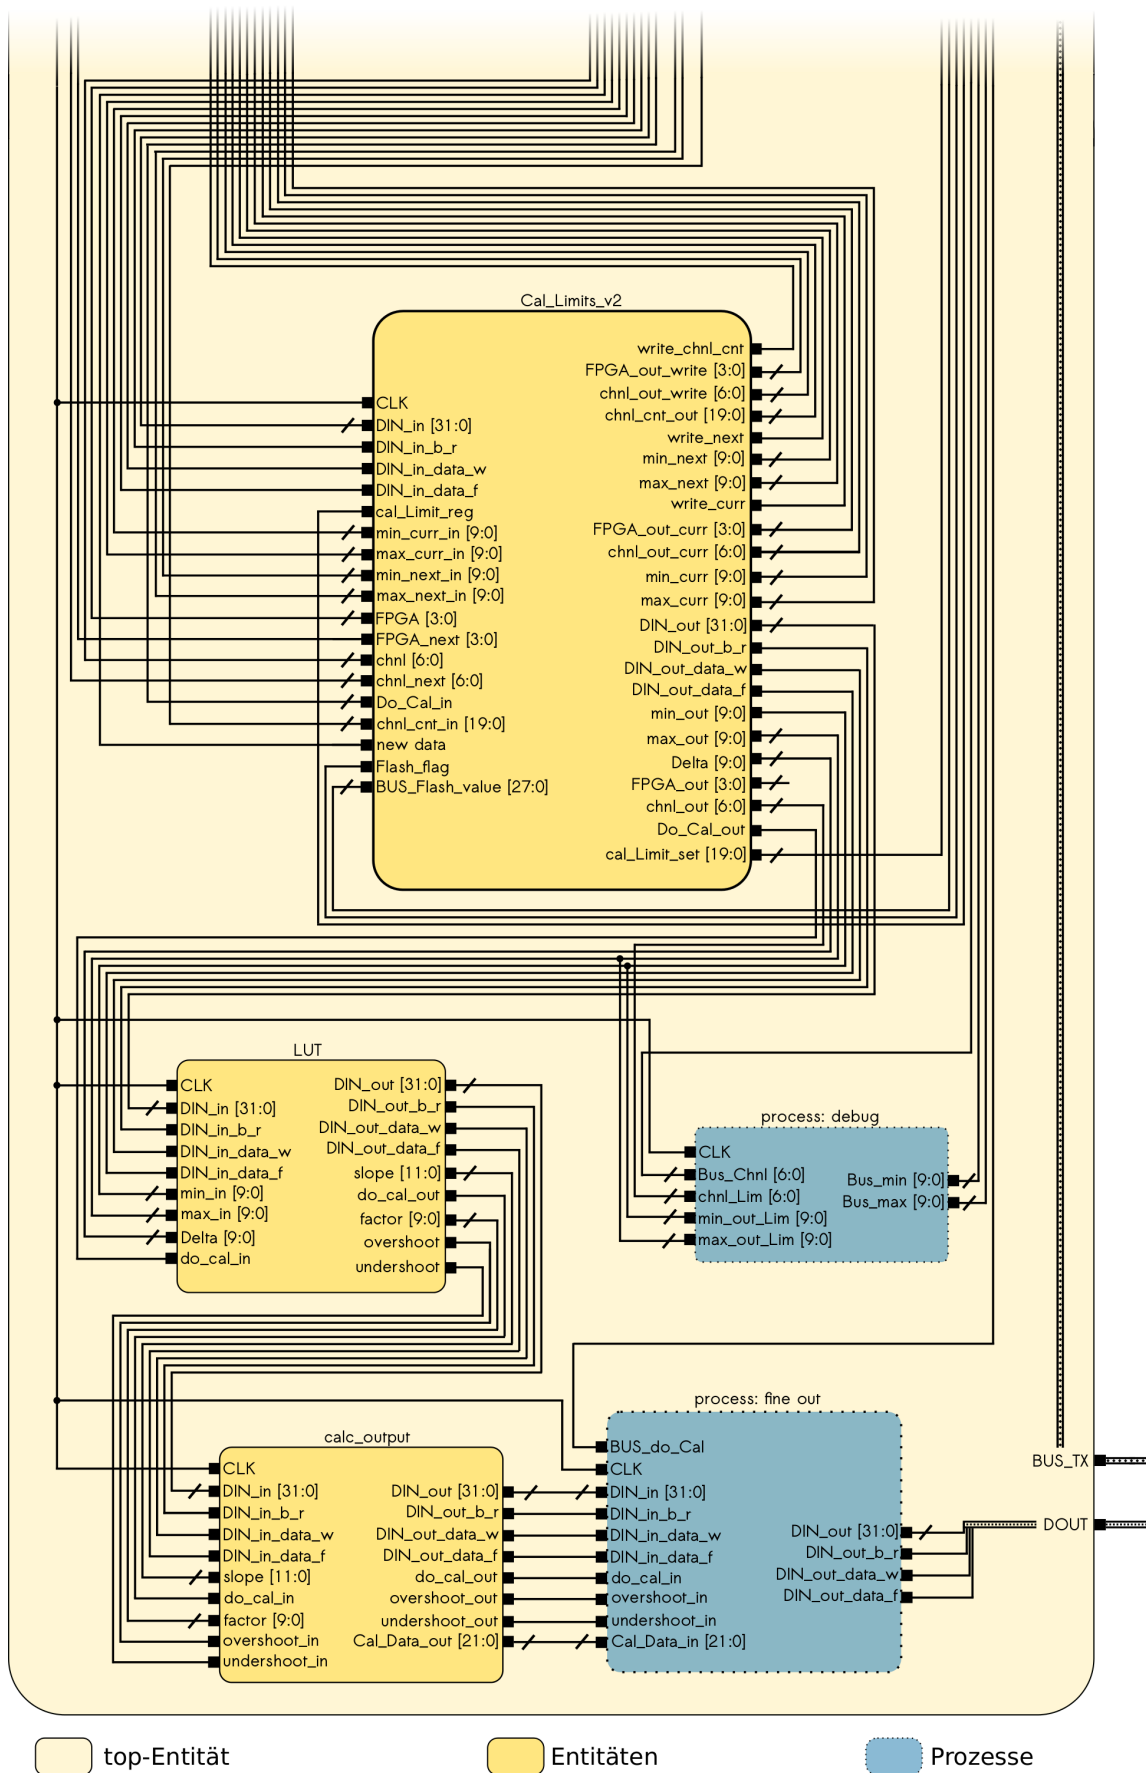 Cal_Limits_v2
CLK
DIN_in [31:0]
DIN_in_b_r
DIN_in_data_w
DIN_in_data_f
cal_Limit_reg
min_curr_in [9:0]
max_curr_in [9:0]
min_next_in [9:0]
max_next_in [9:0]
FPGA [3:0]
FPGA_next [3:0]
chnl [6:0]
chnl_next [6:0]
Do_Cal_in
chnl_cnt_in [19:0]
new data
Flash_flag
BUS_Flash_value [27:0]
write_chnl_cnt
FPGA_out_write [3:0]
chnl_out_write [6:0]
chnl_cnt_out [19:0]
write_next
min_next [9:0]
max_next [9:0]
write_curr
FPGA_out_curr [3:0]
chnl_out_curr [6:0]
min_curr [9:0]
max_curr [9:0]
DIN_out [31:0]
DIN_out_b_r
DIN_out_data_w
DIN_out_data_f
min_out [9:0]
max_out [9:0]
Delta [9:0]
FPGA_out [3:0]
chnl_out [6:0]
Do_Cal_out
cal_Limit_set [19:0]
LUT
CLK
DIN_in [31:0]
DIN_in_b_r
DIN_in_data_w
DIN_in_data_f
min_in [9:0]
max_in [9:0]
Delta [9:0]
do_cal_in
DIN_out [31:0]
DIN_out_b_r
DIN_out_data_w
DIN_out_data_f
slope [11:0]
do_cal_out
factor [9:0]
overshoot
undershoot
process: debug
CLK
Bus_Chnl [6:0]
chnl_Lim [6:0]
min_out_Lim [9:0]
max_out_Lim [9:0]
Bus_min [9:0]
Bus_max [9:0]
calc_output
CLK
DIN_in [31:0]
DIN_in_b_r
DIN_in_data_w
DIN_in_data_f
slope [11:0]
do_cal_in
factor [9:0]
overshoot_in
undershoot_in
DIN_out [31:0]
DIN_out_b_r
DIN_out_data_w
DIN_out_data_f
do_cal_out
overshoot_out
undershoot_out
Cal_Data_out [21:0]
process: fine out
BUS_do_Cal
CLK
DIN_in [31:0]
DIN_in_b_r
DIN_in_data_w
DIN_in_data_f
do_cal_in
overshoot_in
undershoot_in
Cal_Data_in [21:0]
DIN_out [31:0]
DIN_out_b_r
DIN_out_data_w
DIN_out_data_f
BUS_TX
DOUT
top-Entität
Entitäten
Prozesse